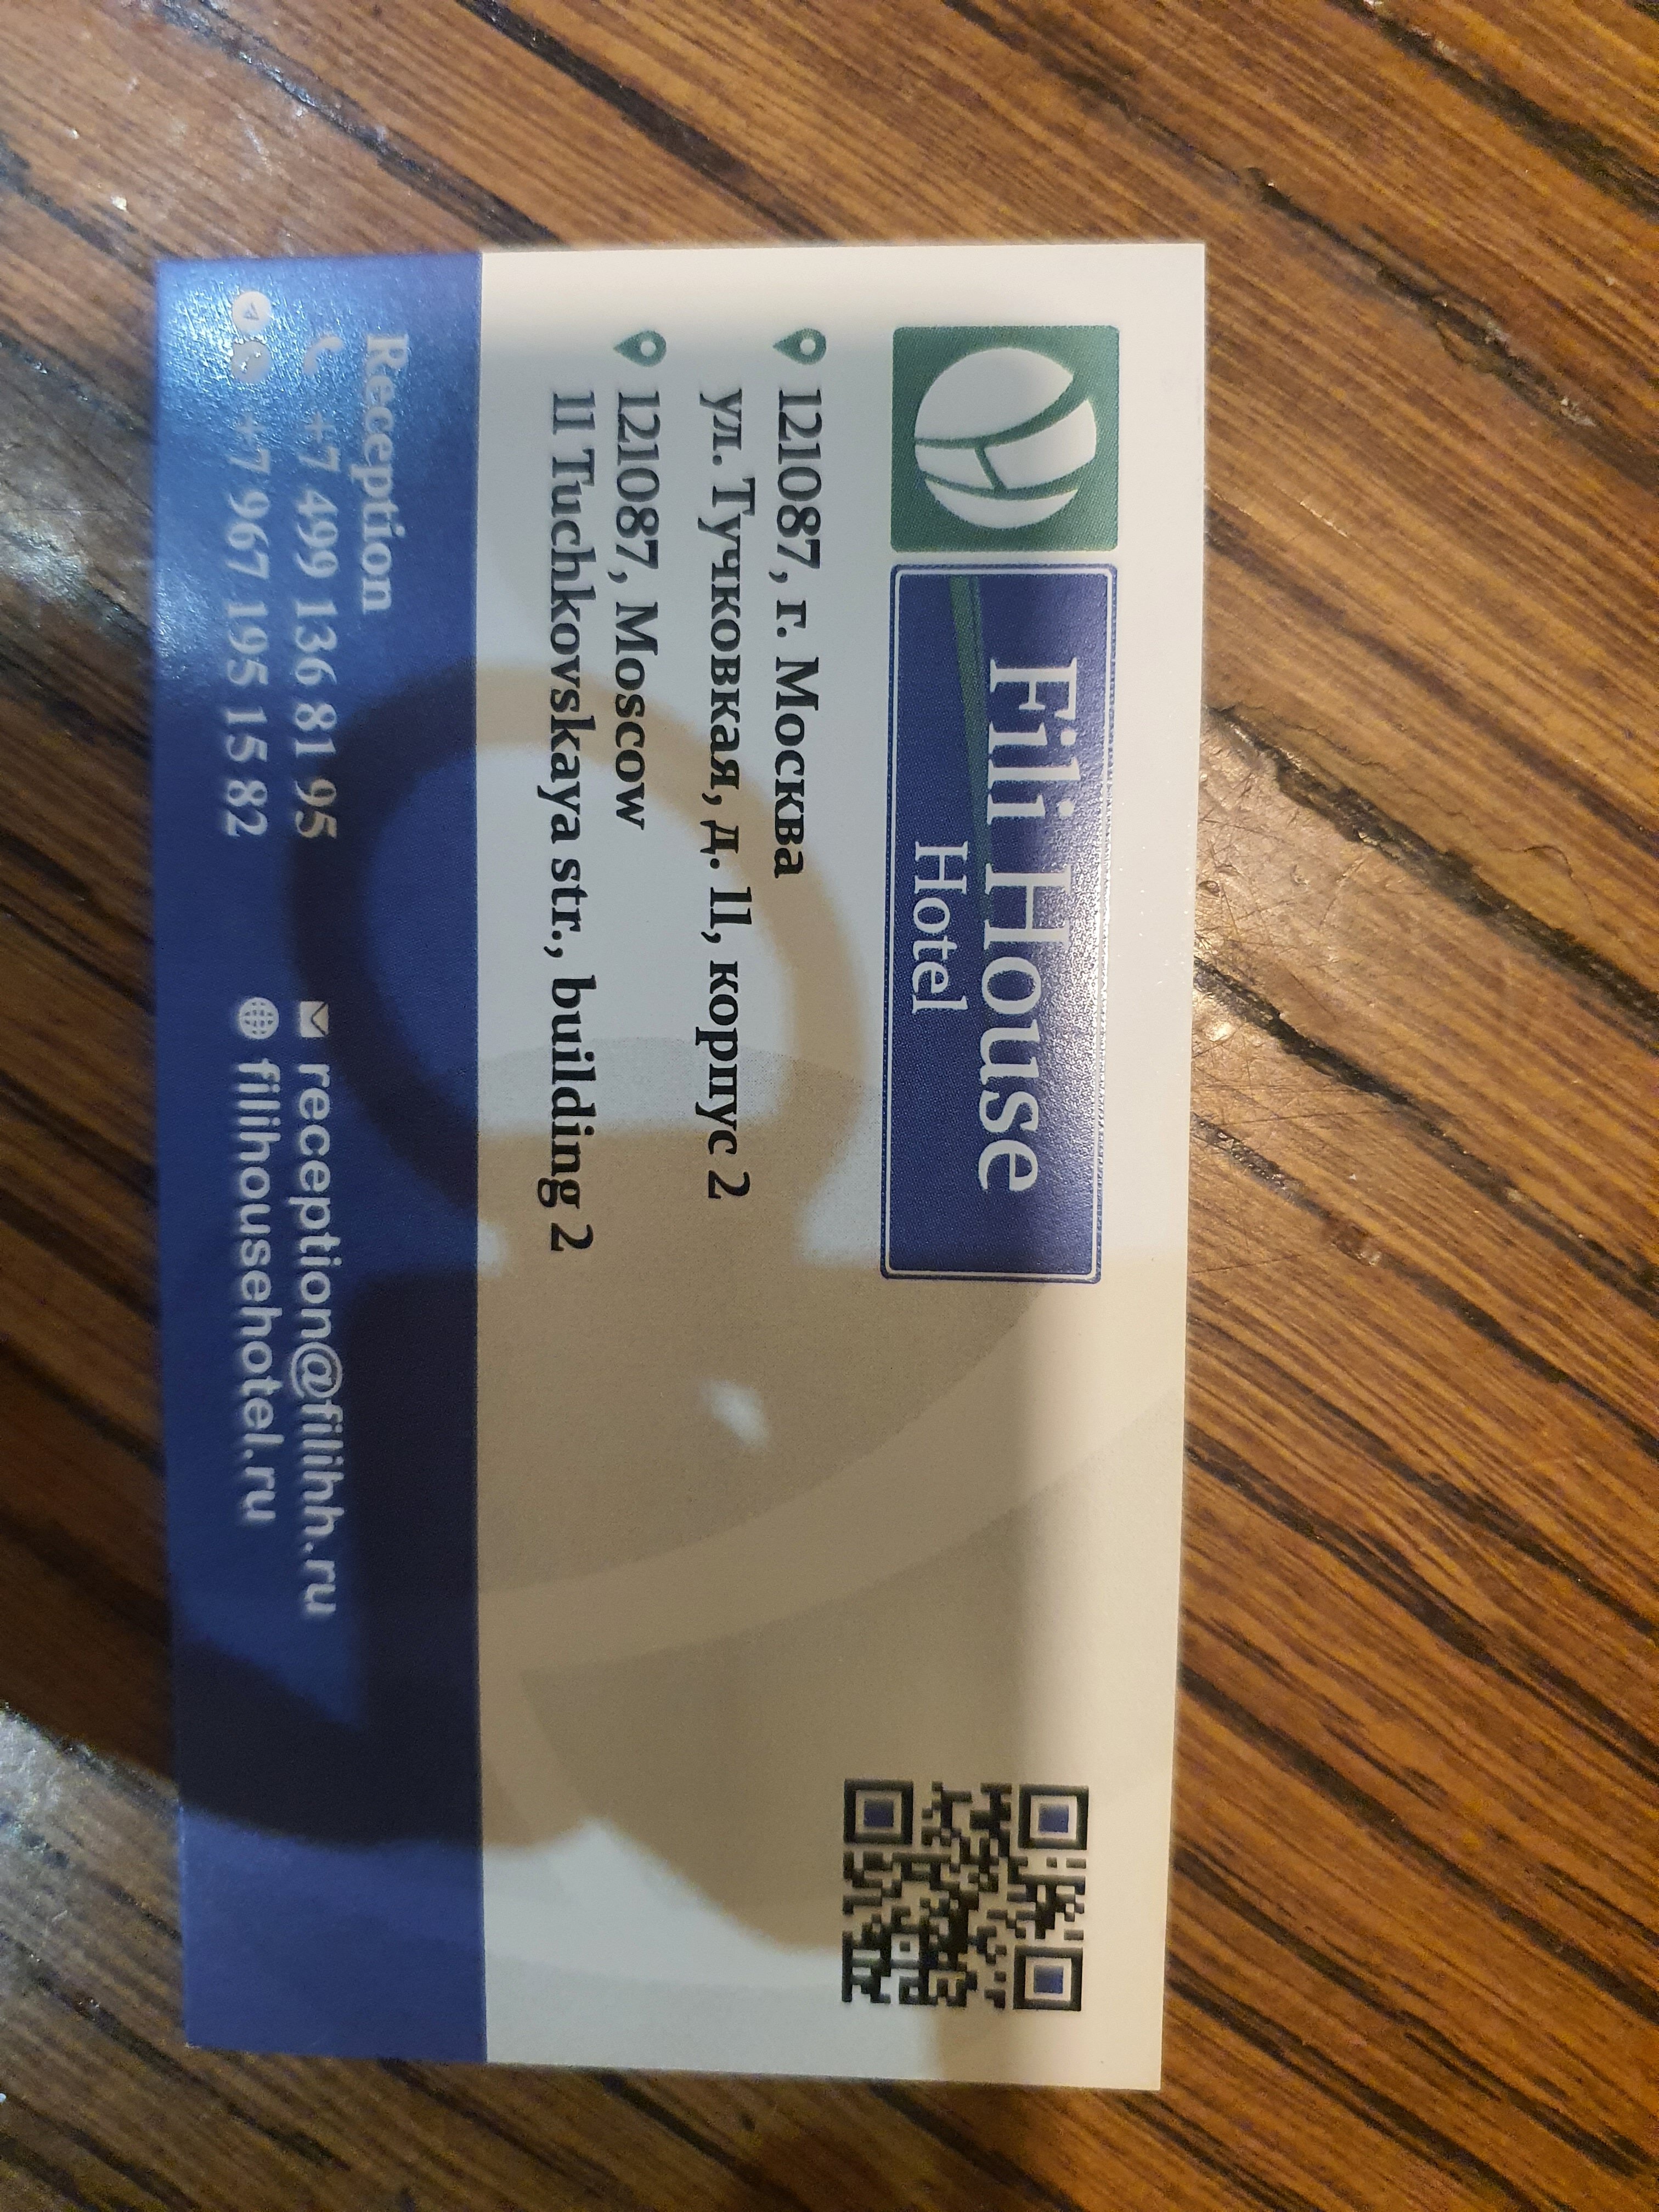 Fili House
Hotel
121087, г. Москва
ул. Тучковкая, д. 11, корпус 2
121087, Moscow
11 Tuchkovskaya str., building 2
Reception
+7 499 136 81 95
+7 967 195 15 82
reception@filihh.ru
filihousehotel.ru